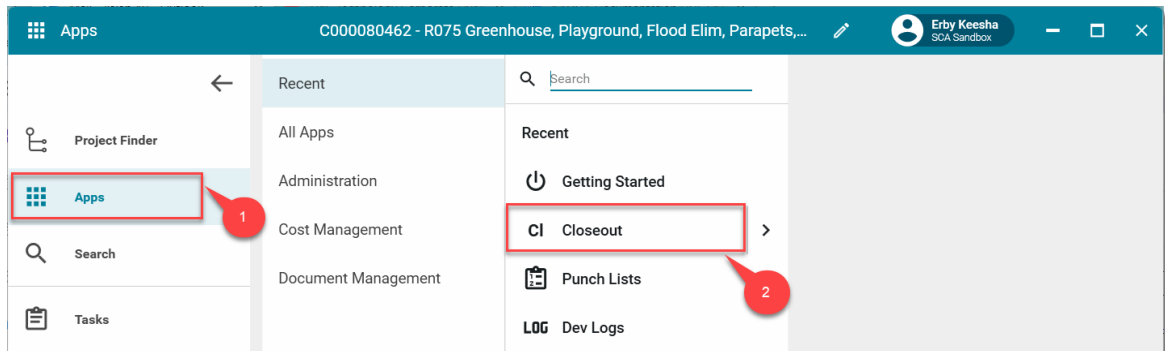 Apps
C000080462 - R075 Greenhouse, Playground, Flood Elim, Parapets,...
Erby Keesha
SCA Sandbox
Project Finder
Apps
1
Search
Tasks
Recent
All Apps
Administration
Cost Management
Document Management
Search
Recent
Getting Started
Cl Closeout
2
Punch Lists
LOG Dev Logs